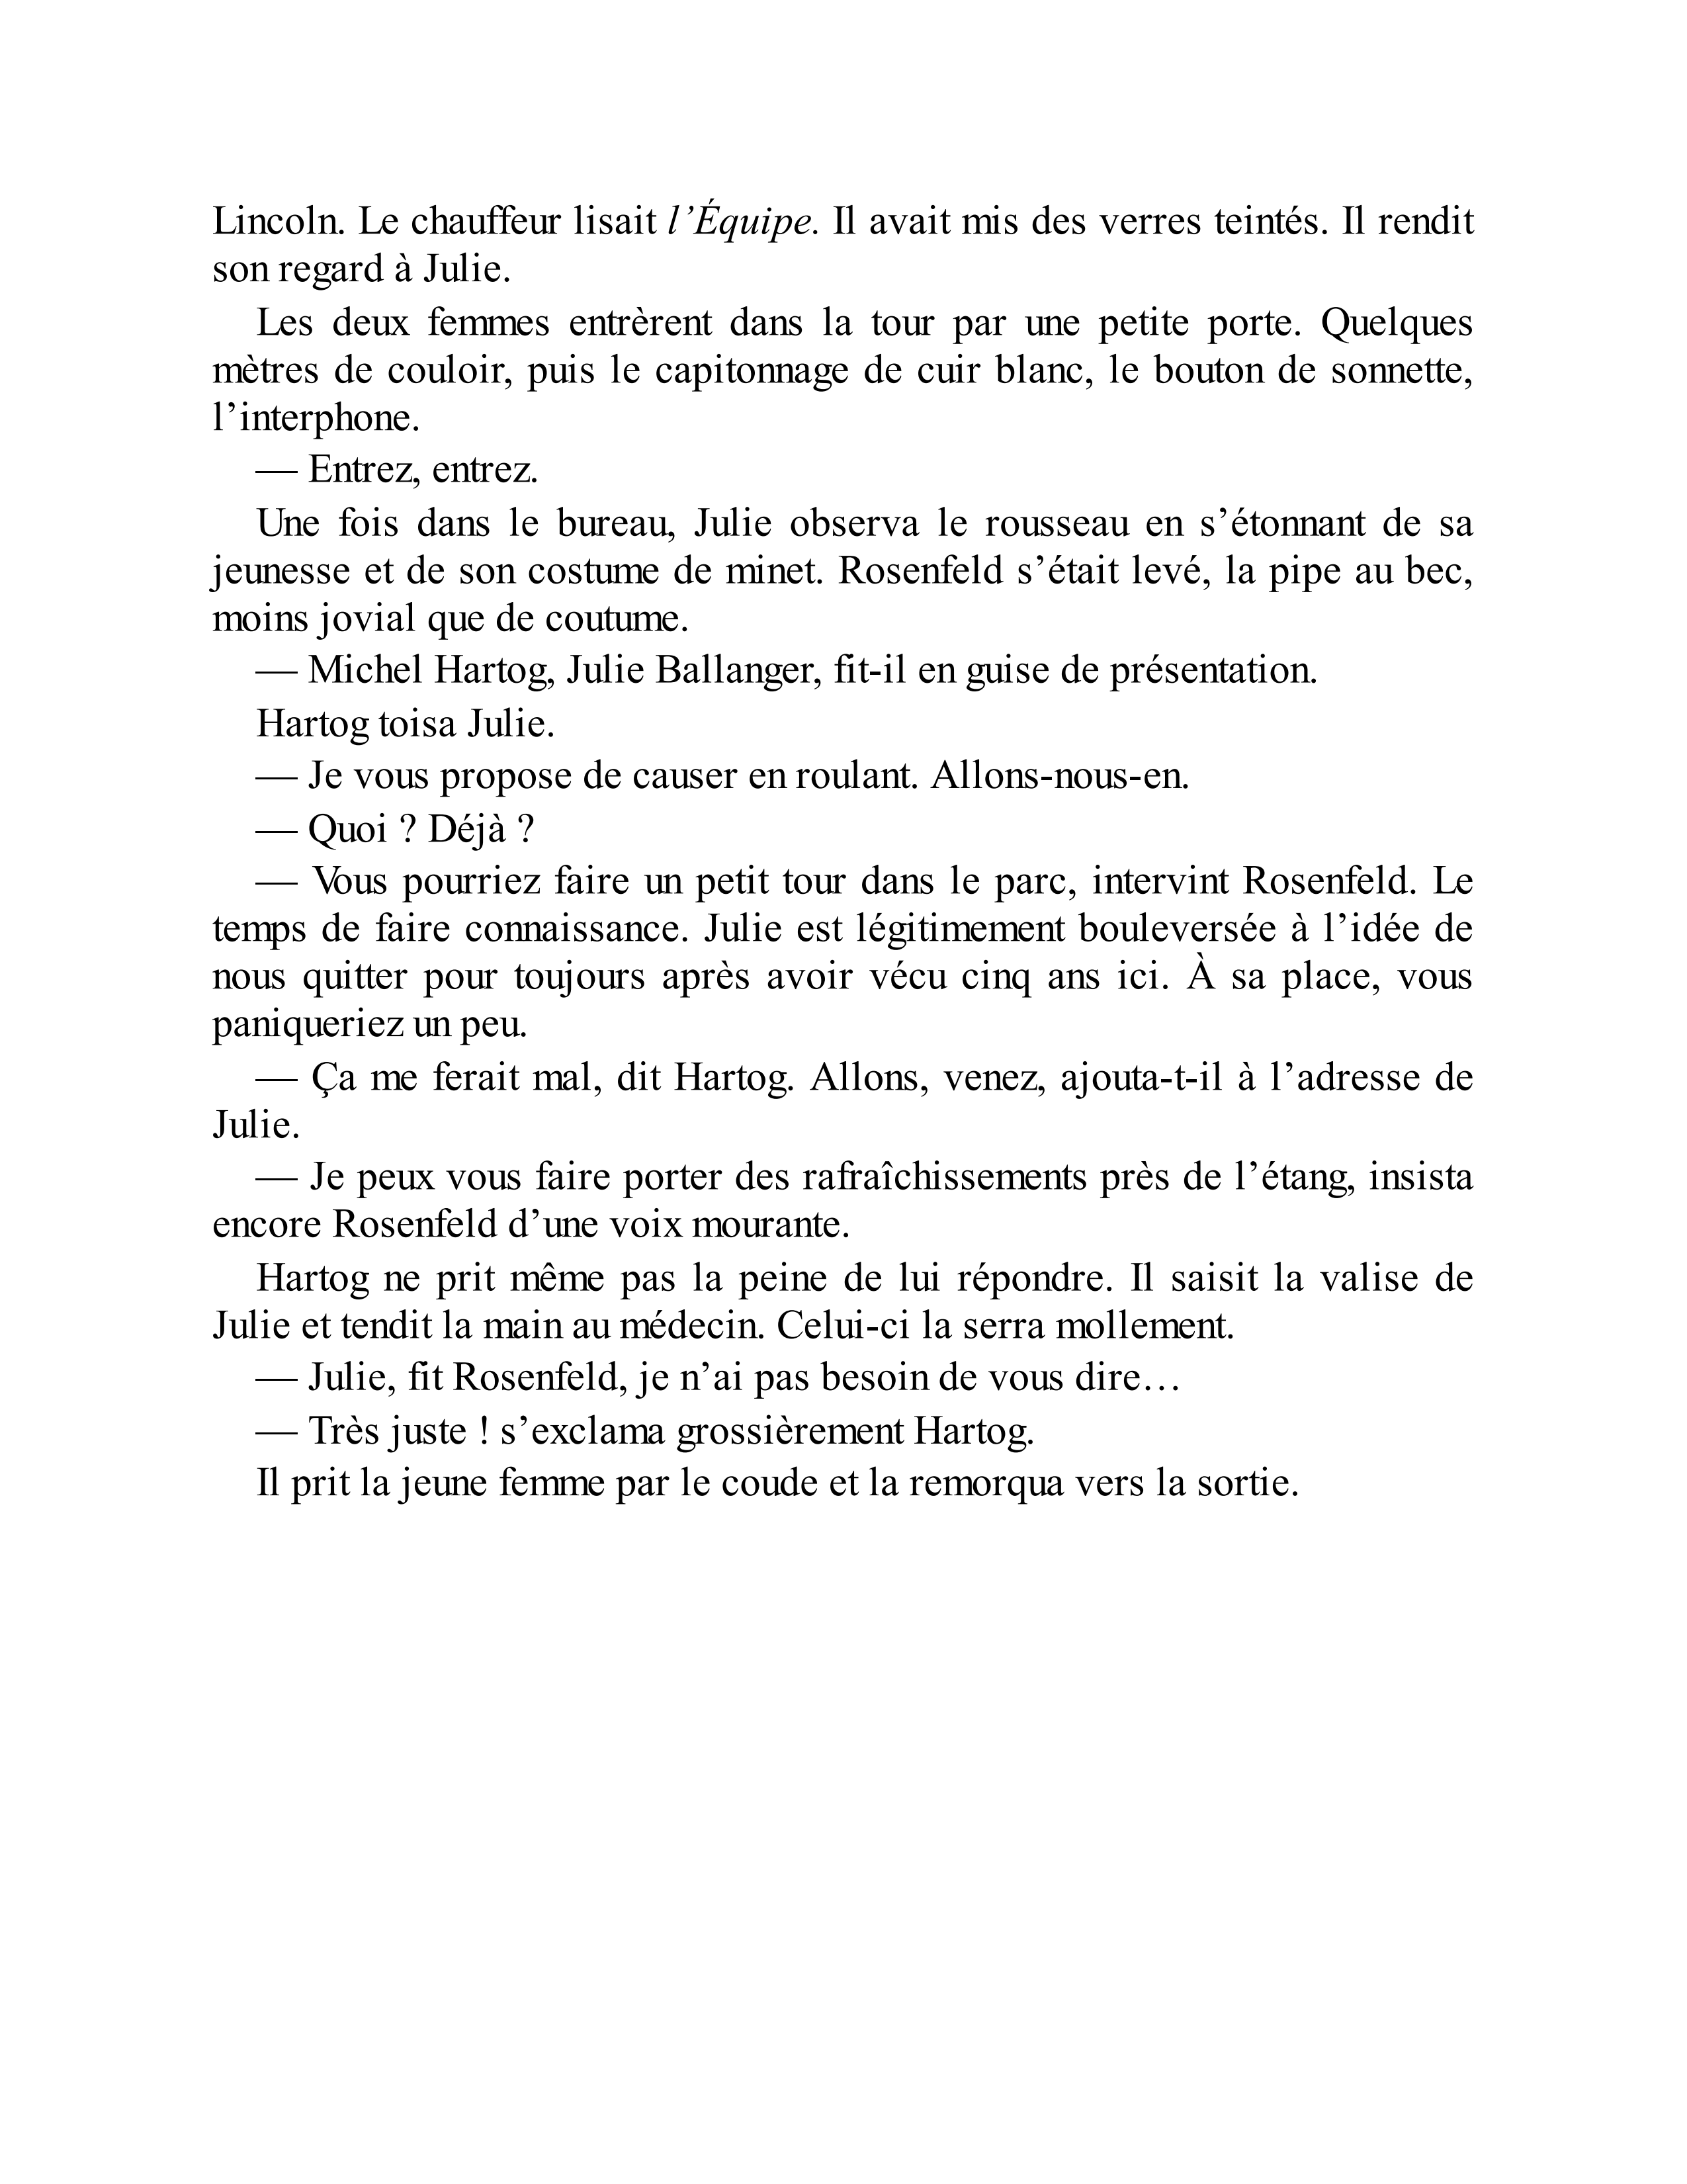 Lincoln. Le chauffeur lisait l’Équipe. Il avait mis des verres teintés. Il rendit
son regard à Julie.
Les deux femmes entrèrent dans la tour par une petite porte. Quelques
mètres de couloir, puis le capitonnage de cuir blanc, le bouton de sonnette,
l’interphone.
— Entrez, entrez.
Une fois dans le bureau, Julie observa le rousseau en s’étonnant de sa
jeunesse et de son costume de minet. Rosenfeld s’était levé, la pipe au bec,
moins jovial que de coutume.
— Michel Hartog, Julie Ballanger, fit-il en guise de présentation.
Hartog toisa Julie.
— Je vous propose de causer en roulant. Allons-nous-en.
— Quoi ? Déjà ?
— Vous pourriez faire un petit tour dans le parc, intervint Rosenfeld. Le
temps de faire connaissance. Julie est légitimement bouleversée à l’idée de
nous quitter pour toujours après avoir vécu cinq ans ici. À sa place, vous
paniqueriez un peu.
— Ça me ferait mal, dit Hartog. Allons, venez, ajouta-t-il à l’adresse de
Julie.
— Je peux vous faire porter des rafraîchissements près de l’étang, insista
encore Rosenfeld d’une voix mourante.
Hartog ne prit même pas la peine de lui répondre. Il saisit la valise de
Julie et tendit la main au médecin. Celui-ci la serra mollement.
— Julie, fit Rosenfeld, je n’ai pas besoin de vous dire…
— Très juste ! s’exclama grossièrement Hartog.
Il prit la jeune femme par le coude et la remorqua vers la sortie.